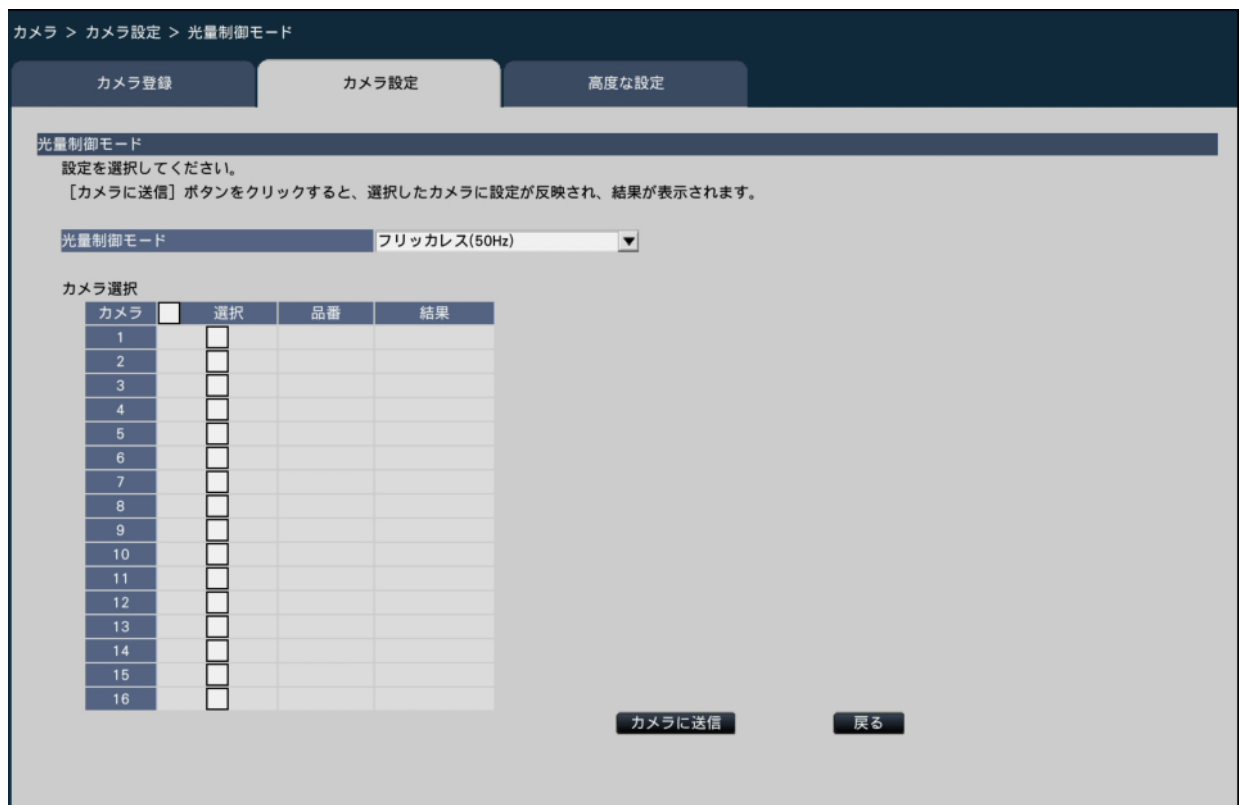 カメラ > カメラ設定 > 光量制御モード
カメラ登録 カメラ設定 高度な設定
光量制御モード
設定を選択してください。
［カメラに送信］ボタンをクリックすると、選択したカメラに設定が反映され、結果が表示されます。
光量制御モード フリッカレス(50Hz)
カメラ選択
カメラ 選択 品番 結果
1
2
3
4
5
6
7
8
9
10
11
12
13
14
15
16
カメラに送信 戻る